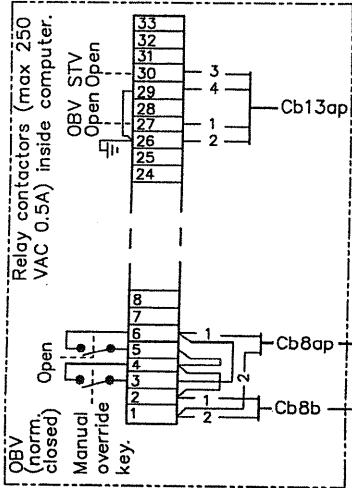 Relay contactors (max 250
VAC 0.5A) inside computer.
OBV STV
Open Open
33
32
31
30
29
28
27
26
25
24
3
4
1
2
Cb13ap
OBV
(norm.
closed)
Open
Manual
override
key.
8
7
6
5
4
3
2
1
1
2
1
2
Cb8ap
Cb8b